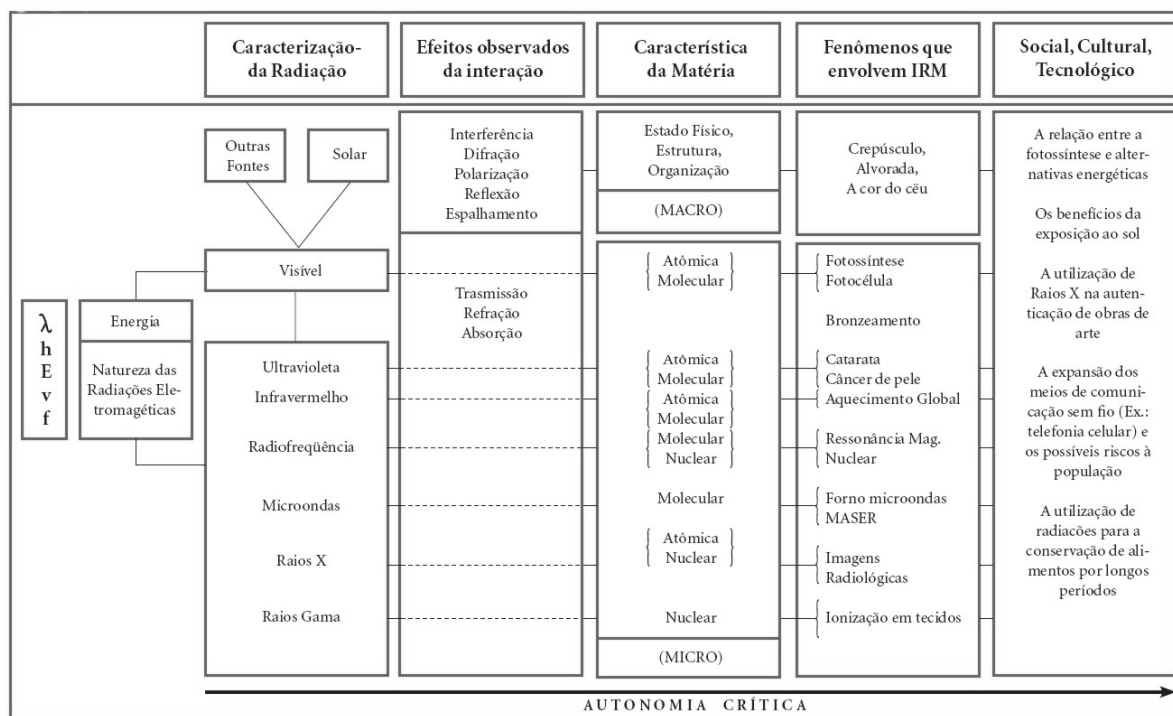 Caracterização-
da Radiação
Efeitos observados
da interação
Característica
da Matéria
Fenômenos que
envolvem IRM
Social, Cultural,
Tecnológico
λ
h
E
v
f
Energia
Natureza das
Radiações Ele-
tromagéticas
Outras
Fontes
Solar
Visível
Ultravioleta
Infravermelho
Radiofreqüência
Microondas
Raios X
Raios Gama
Interferência
Difração
Polarização
Reflexão
Espalhamento
Trasmissão
Refração
Absorção
Estado Físico,
Estrutura,
Organização
(MACRO)
Atômica
Molecular
Atômica
Molecular
Atômica
Molecular
Molecular
Nuclear
Molecular
Atômica
Nuclear
Nuclear
(MICRO)
Crepúsculo,
Alvorada,
A cor do cëu
Fotossíntese
Fotocélula
Bronzeamento
Catarata
Câncer de pele
Aquecimento Global
Ressonância Mag.
Nuclear
Forno microondas
MASER
Imagens
Radiológicas
Ionização em tecidos
A relação entre a
fotossíntese e alter-
nativas energéticas
Os benefícios da
exposição ao sol
A utilização de
Raios X na auten-
ticação de obras de
arte
A expansão dos
meios de comuni-
cação sem fio (Ex.:
telefonia celular) e
os possíveis riscos à
população
A utilização de
radiacões para a
conservação de ali-
mentos por longos
períodos
AUTONOMIA CRÍTICA